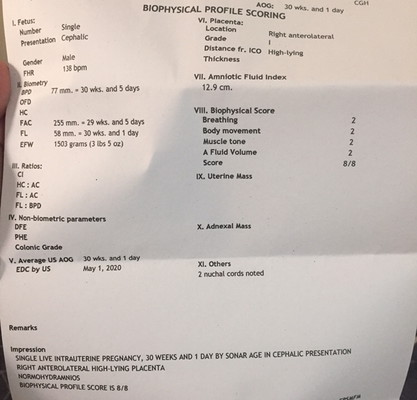 CGH
AOG: 30 wks. and 1 day
BIOPHYSICAL PROFILE SCORING
I. Fetus:
Number Single
Presentation Cephalic
Gender Male
FHR 138 bpm
II. Biometry
BPD 77 mm. = 30 wks. and 5 days
OFD
HC
FAC 255 mm. = 29 wks. and 5 days
FL 58 mm. = 30 wks. and 1 day
EFW 1503 grams (3 lbs 5 oz)
III. Ratios:
CI
HC : AC
FL : AC
FL : BPD
IV. Non-biometric parameters
DFE
PHE
Colonic Grade
V. Average US AOG 30 wks. and 1 day
EDC by US May 1, 2020
VI. Placenta:
Location Right anterolateral
Grade I
Distance fr. ICO High-lying
Thickness
VII. Amniotic Fluid Index
12.9 cm.
VIII. Biophysical Score
Breathing 2
Body movement 2
Muscle tone 2
A Fluid Volume 2
Score 8/8
IX. Uterine Mass
X. Adnexal Mass
XI. Others
2 nuchal cords noted
Remarks
Impression
SINGLE LIVE INTRAUTERINE PREGNANCY, 30 WEEKS AND 1 DAY BY SONAR AGE IN CEPHALIC PRESENTATION
RIGHT ANTEROLATERAL HIGH-LYING PLACENTA
NORMOHYDRAMNIOS
BIOPHYSICAL PROFILE SCORE IS 8/8